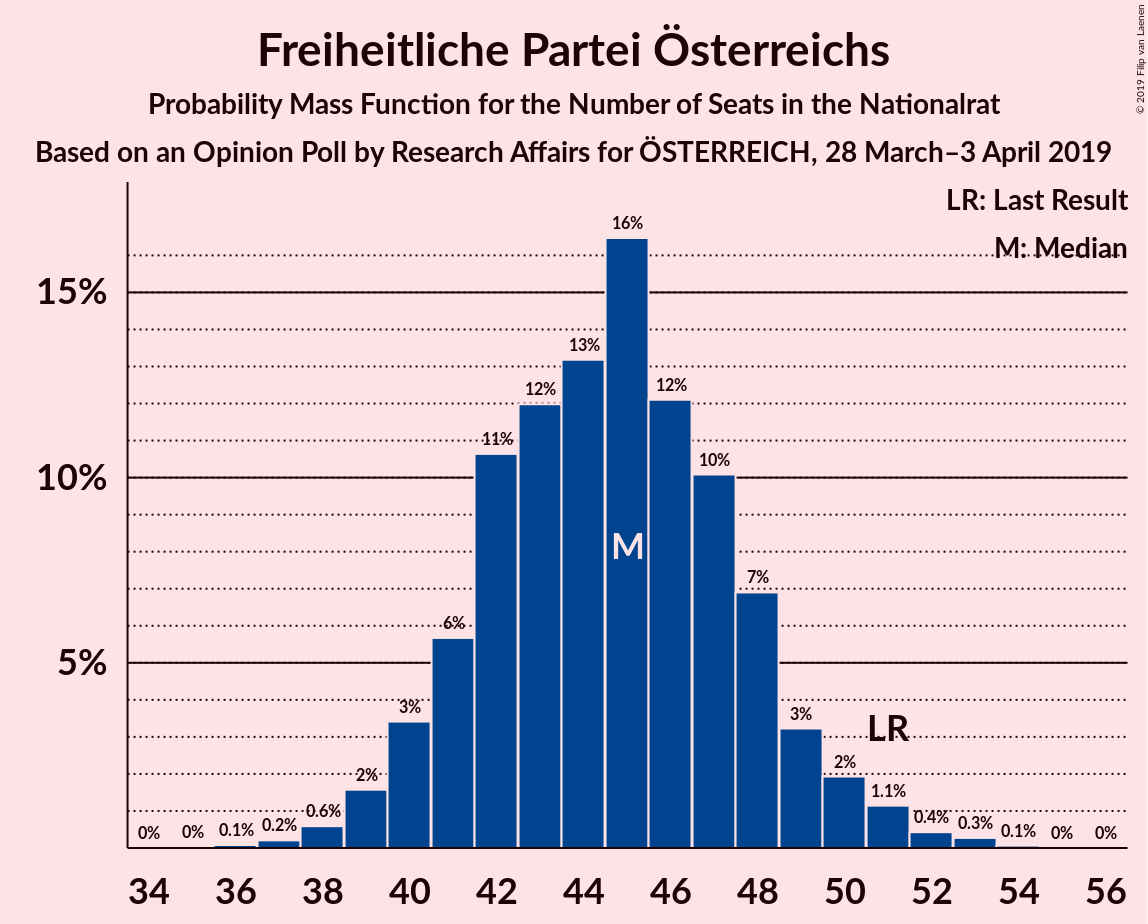 Freiheitliche Partei Österreichs
Probability Mass Function for the Number of Seats in the Nationalrat
Based on an Opinion Poll by Research Affairs for ÖSTERREICH, 28 March–3 April 2019
© 2019 Filip van Laenen
LR: Last Result
M: Median
15%
10%
5%
0%
0%
0.1%
0.2%
0.6%
2%
3%
6%
11%
12%
13%
16%
12%
10%
7%
3%
2%
1.1%
0.4%
0.3%
0.1%
0%
0%
M
LR
34 36 38 40 42 44 46 48 50 52 54 56